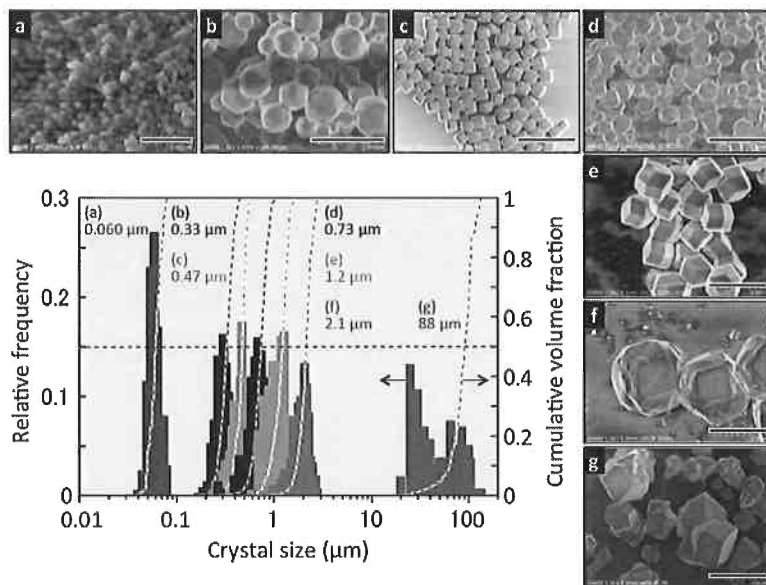 a
b
c
d
e
f
g
0.3
0.2
0.1
0
Relative frequency
(a)
0.060 μm
(b)
0.33 μm
(c)
0.47 μm
(d)
0.73 μm
(e)
1.2 μm
(f)
2.1 μm
(g)
88 μm
1
0.8
0.6
0.4
0.2
0
Cumulative volume fraction
0.01
0.1
1
10
100
Crystal size (μm)